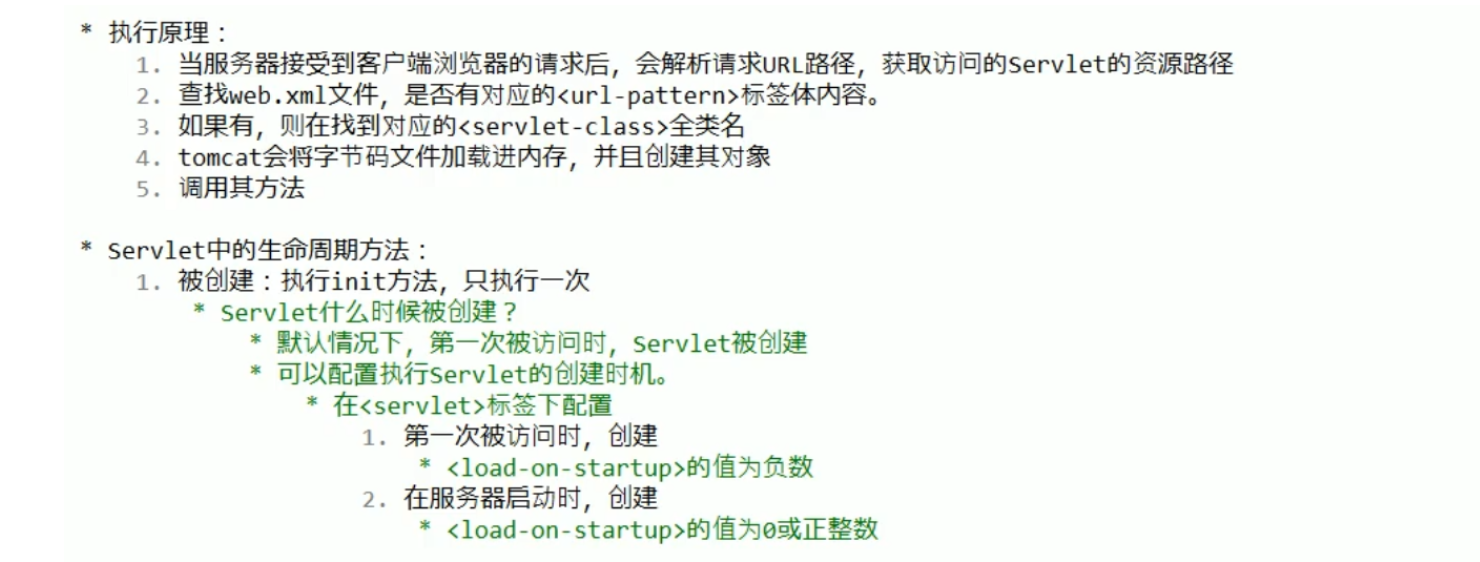 * 执行原理：
1. 当服务器接受到客户端浏览器的请求后，会解析请求URL路径，获取访问的Servlet的资源路径
2. 查找web.xml文件，是否有对应的<url-pattern>标签体内容。
3. 如果有，则在找到对应的<servlet-class>全类名
4. tomcat会将字节码文件加载进内存，并且创建其对象
5. 调用其方法
* Servlet中的生命周期方法：
1. 被创建：执行init方法，只执行一次
* Servlet什么时候被创建？
* 默认情况下，第一次被访问时，Servlet被创建
* 可以配置执行Servlet的创建时机。
* 在<servlet>标签下配置
1. 第一次被访问时，创建
* <load-on-startup>的值为负数
2. 在服务器启动时，创建
* <load-on-startup>的值为0或正整数